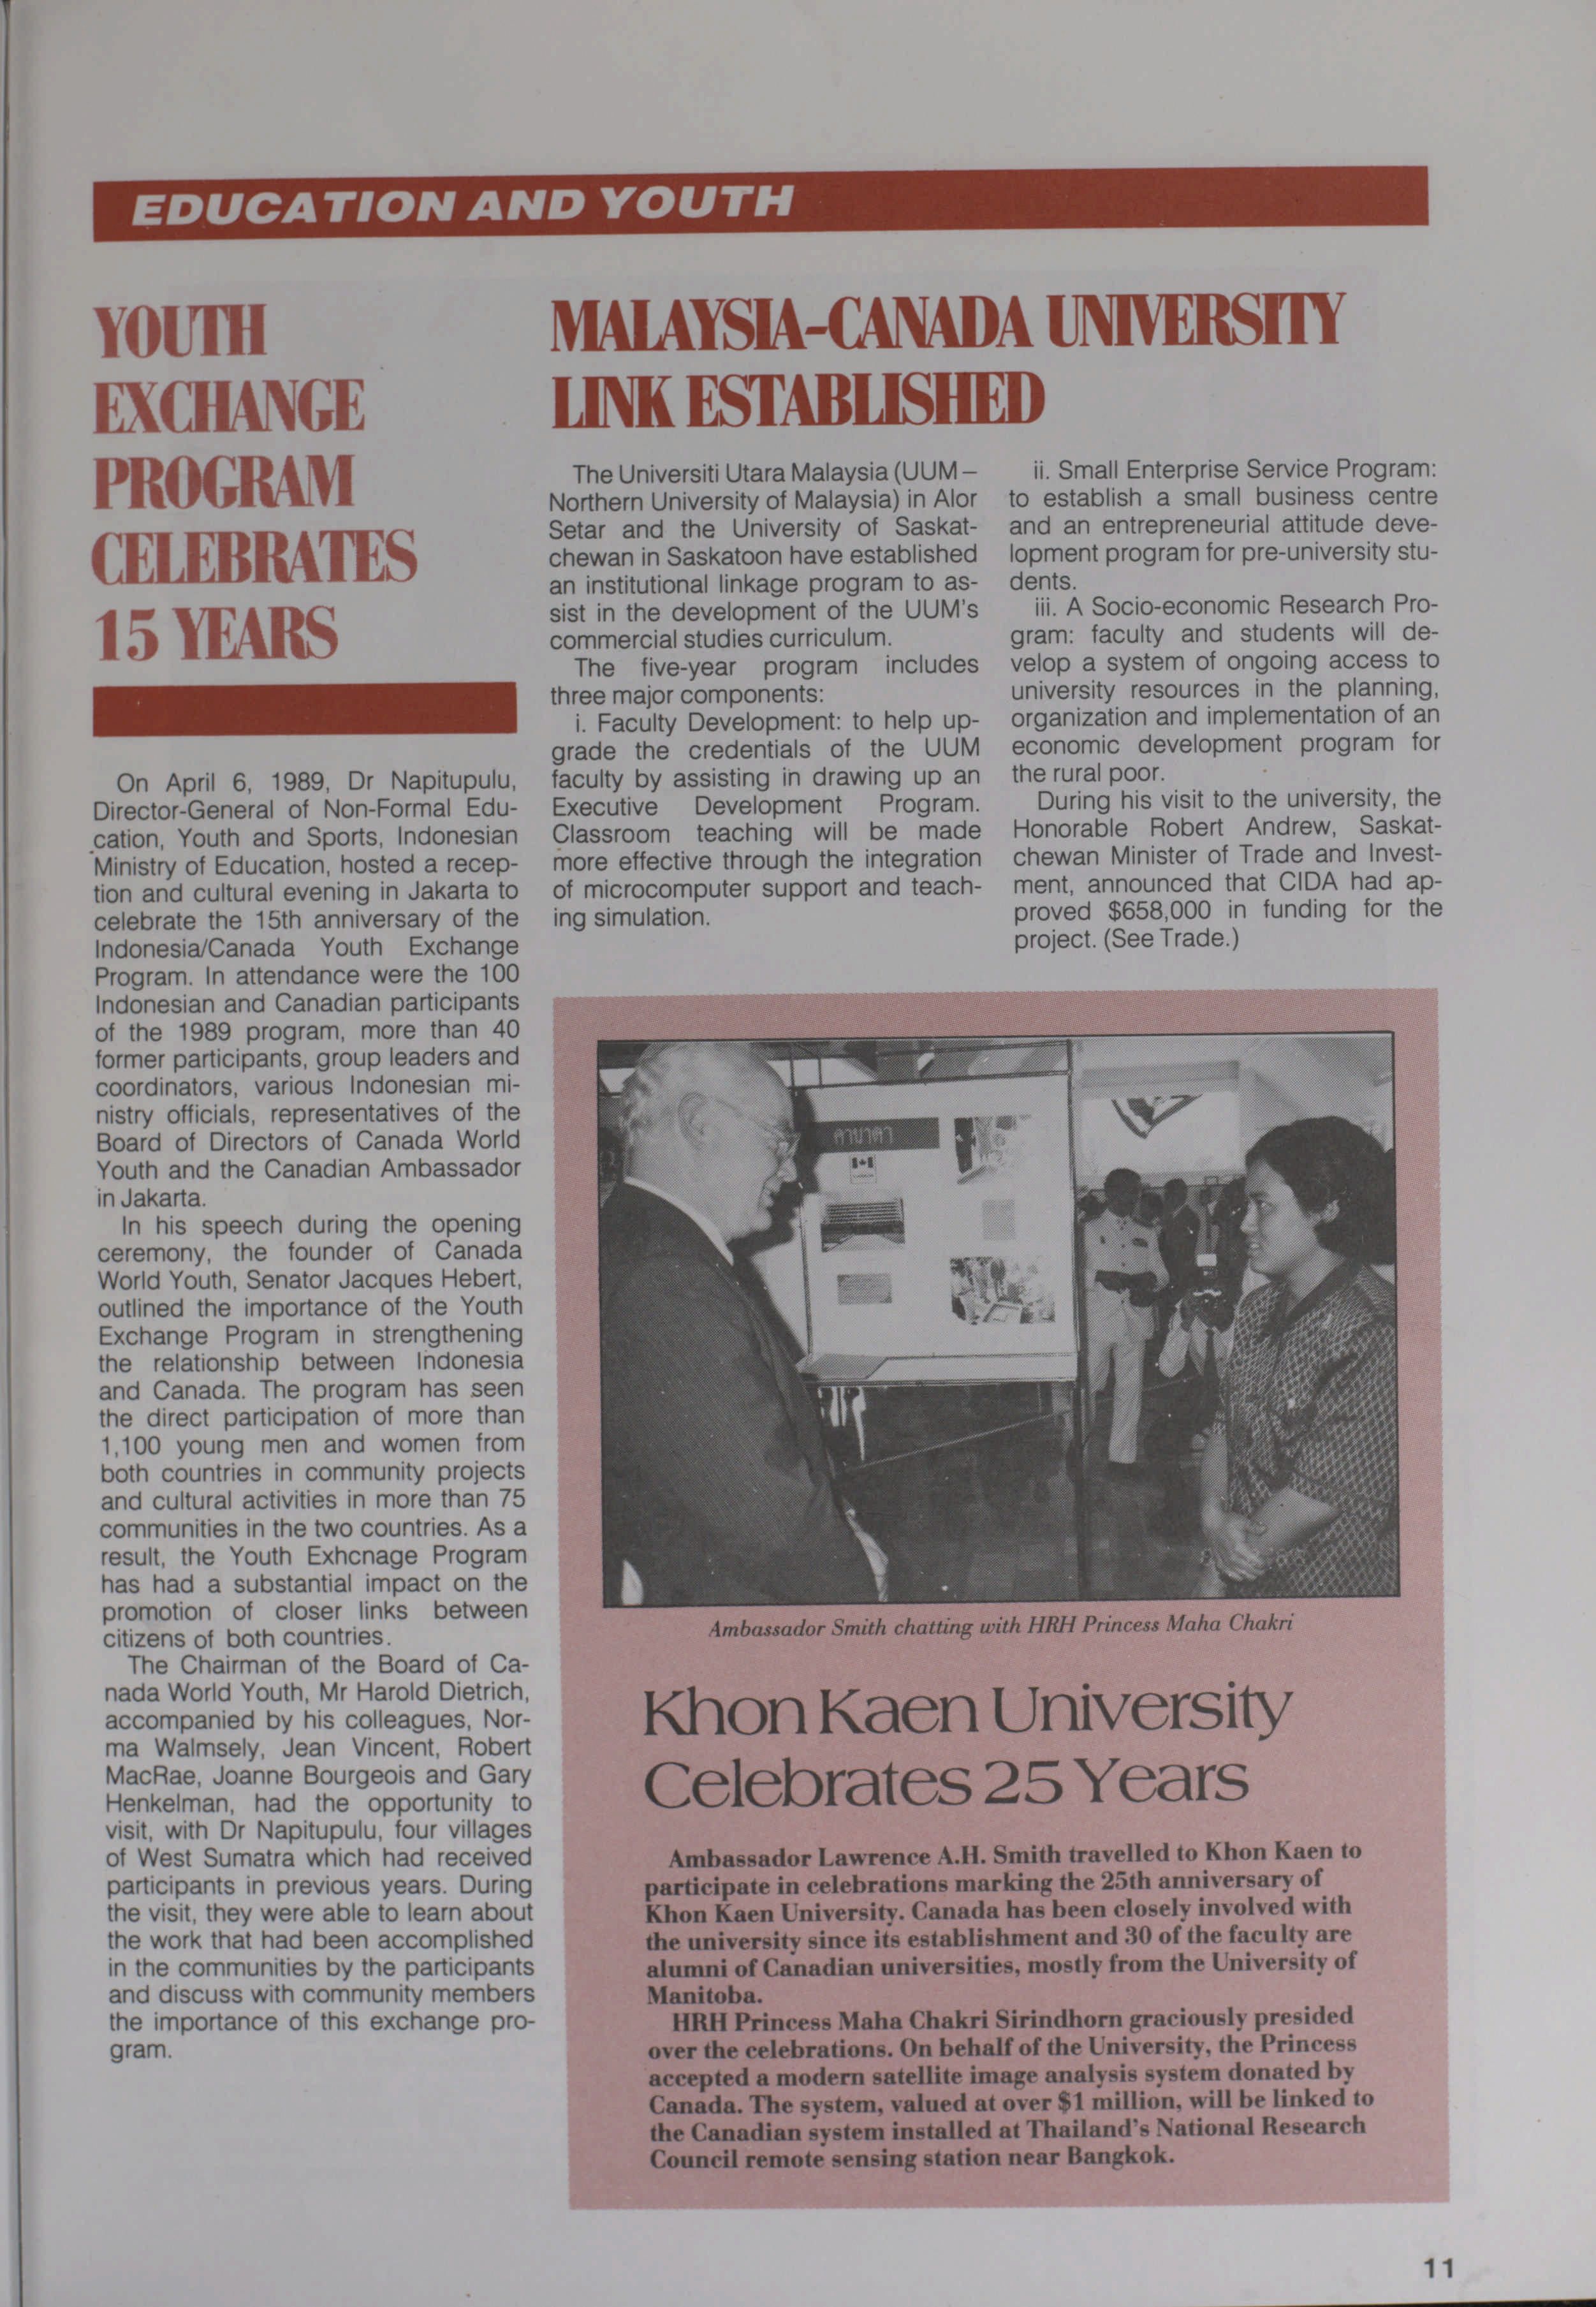 EDUCATION AND YOUTH
YOUTH
EXCHANGE
PROGRAM
CELEBRATES
15 YEARS
On April 6, 1989, Dr Napitupulu,
Director-General of Non-Formal Edu-
cation, Youth and Sports, Indonesian
Ministry of Education, hosted a recep-
tion and cultural evening in Jakarta to
celebrate the 15th anniversary of the
Indonesia/Canada Youth Exchange
Program. In attendance were the 100
Indonesian and Canadian participants
of the 1989 program, more than 40
former participants, group leaders and
coordinators, various Indonesian mi-
nistry officials, representatives of the
Board of Directors of Canada World
Youth and the Canadian Ambassador
in Jakarta.
In his speech during the opening
ceremony, the founder of Canada
World Youth, Senator Jacques Hebert,
outlined the importance of the Youth
Exchange Program in strengthening
the relationship between Indonesia
and Canada. The program has seen
the direct participation of more than
1,100 young men and women from
both countries in community projects
and cultural activities in more than 75
communities in the two countries. As a
result, the Youth Exhcnage Program
has had a substantial impact on the
promotion of closer links between
citizens of both countries.
The Chairman of the Board of Ca-
nada World Youth, Mr Harold Dietrich,
accompanied by his colleagues, Nor-
ma Walmsely, Jean Vincent, Robert
MacRae, Joanne Bourgeois and Gary
Henkelman, had the opportunity to
visit, with Dr Napitupulu, four villages
of West Sumatra which had received
participants in previous years. During
the visit, they were able to learn about
the work that had been accomplished
in the communities by the participants
and discuss with community members
the importance of this exchange pro-
gram.
MALAYSIA-CANADA UNIVERSITY
LINK ESTABLISHED
The Universiti Utara Malaysia (UUM –
Northern University of Malaysia) in Alor
Setar and the University of Saskat-
chewan in Saskatoon have established
an institutional linkage program to as-
sist in the development of the UUM's
commercial studies curriculum.
The five-year program includes
three major components:
i. Faculty Development: to help up-
grade the credentials of the UUM
faculty by assisting in drawing up an
Executive Development Program.
Classroom teaching will be made
more effective through the integration
of microcomputer support and teach-
ing simulation.
ii. Small Enterprise Service Program:
to establish a small business centre
and an entrepreneurial attitude deve-
lopment program for pre-university stu-
dents.
iii. A Socio-economic Research Pro-
gram: faculty and students will de-
velop a system of ongoing access to
university resources in the planning,
organization and implementation of an
economic development program for
the rural poor.
During his visit to the university, the
Honorable Robert Andrew, Saskat-
chewan Minister of Trade and Invest-
ment, announced that CIDA had ap-
proved $658,000 in funding for the
project. (See Trade.)
คานาดา
Ambassador Smith chatting with HRH Princess Maha Chakri
Khon Kaen University
Celebrates 25 Years
Ambassador Lawrence A.H. Smith travelled to Khon Kaen to
participate in celebrations marking the 25th anniversary of
Khon Kaen University. Canada has been closely involved with
the university since its establishment and 30 of the faculty are
alumni of Canadian universities, mostly from the University of
Manitoba.
HRH Princess Maha Chakri Sirindhorn graciously presided
over the celebrations. On behalf of the University, the Princess
accepted a modern satellite image analysis system donated by
Canada. The system, valued at over $1 million, will be linked to
the Canadian system installed at Thailand's National Research
Council remote sensing station near Bangkok.
11